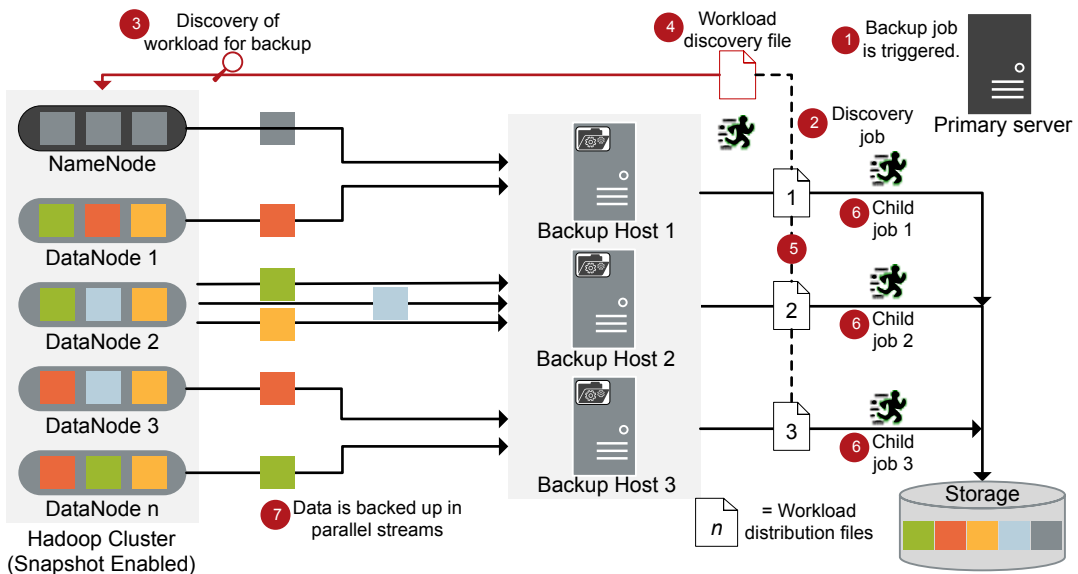 3
Discovery of
workload for backup
4
Workload
discovery file
1
Backup job
is triggered.
Primary server
2
Discovery
job
NameNode
DataNode 1
DataNode 2
DataNode 3
DataNode n
Hadoop Cluster
(Snapshot Enabled)
7
Data is backed up in
parallel streams
Backup Host 1
Backup Host 2
Backup Host 3
1
5
2
3
6
Child
job 1
6
Child
job 2
6
Child
job 3
n
= Workload
distribution files
Storage